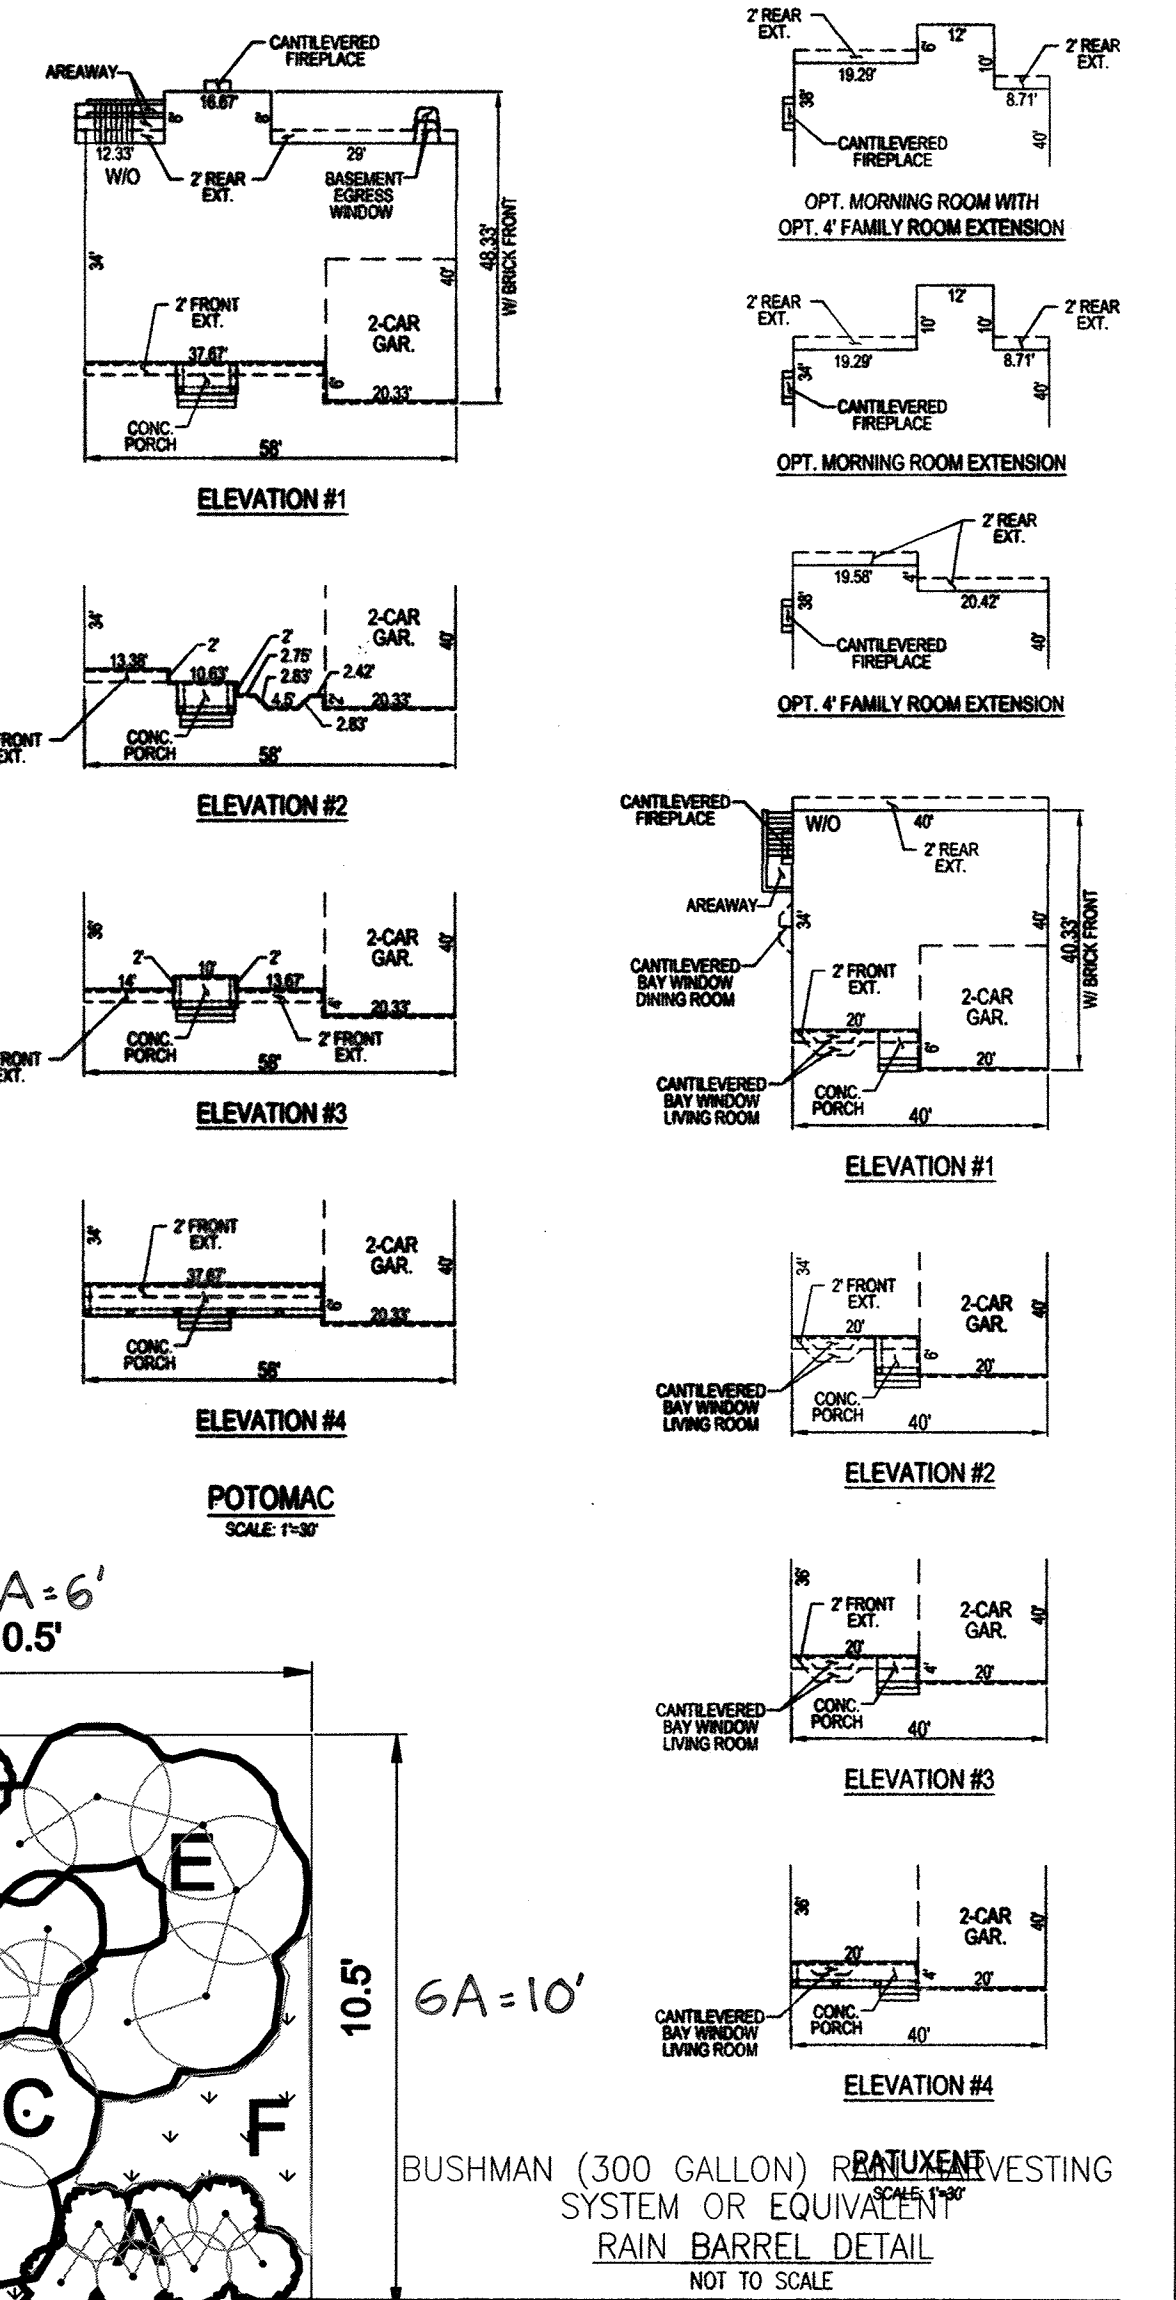 CANTILEVERED
FIREPLACE
AREAWAY
16.67'
8'
8'
12.33'
W/O
2' REAR
EXT.
29'
BASEMENT
EGRESS
WINDOW
34'
40'
48.33'
W/ BRICK FRONT
2' FRONT
EXT.
2-CAR
GAR.
37.67'
6'
20.33'
CONC.
PORCH
58'
ELEVATION #1
34'
2-CAR
GAR.
40'
13.38'
2'
10.63'
2'
2.75'
2.83'
4.5'
2.42'
2'
2.83'
20.33'
FRONT
EXT.
CONC.
PORCH
58'
ELEVATION #2
36'
2-CAR
GAR.
40'
2'
10'
2'
14'
13.67'
4'
20.33'
FRONT
EXT.
CONC.
PORCH
2' FRONT
EXT.
58'
ELEVATION #3
34'
2' FRONT
EXT.
2-CAR
GAR.
40'
37.67'
6'
20.33'
CONC.
PORCH
58'
ELEVATION #4
POTOMAC
SCALE: 1"=30'
A=6'
0.5'
E
C
F
A
10.5'
6A=10'
2' REAR
EXT.
12'
6'
10'
2' REAR
EXT.
19.29'
8.71'
38'
40'
CANTILEVERED
FIREPLACE
OPT. MORNING ROOM WITH
OPT. 4' FAMILY ROOM EXTENSION
2' REAR
EXT.
12'
10'
10'
2' REAR
EXT.
19.29'
8.71'
34'
40'
CANTILEVERED
FIREPLACE
OPT. MORNING ROOM EXTENSION
2' REAR
EXT.
19.58'
4'
20.42'
38'
40'
CANTILEVERED
FIREPLACE
OPT. 4' FAMILY ROOM EXTENSION
CANTILEVERED
FIREPLACE
W/O
40'
2' REAR
EXT.
AREAWAY
34'
40'
40.33'
W/ BRICK FRONT
CANTILEVERED
BAY WINDOW
DINING ROOM
2' FRONT
EXT.
2-CAR
GAR.
20'
6'
20'
CANTILEVERED
BAY WINDOW
LIVING ROOM
CONC.
PORCH
40'
ELEVATION #1
34'
2' FRONT
EXT.
2-CAR
GAR.
40'
20'
6'
20'
CANTILEVERED
BAY WINDOW
LIVING ROOM
CONC.
PORCH
40'
ELEVATION #2
36'
2' FRONT
EXT.
2-CAR
GAR.
40'
20'
4'
20'
CANTILEVERED
BAY WINDOW
LIVING ROOM
CONC.
PORCH
40'
ELEVATION #3
36'
2-CAR
GAR.
40'
20'
4'
20'
CANTILEVERED
BAY WINDOW
LIVING ROOM
CONC.
PORCH
40'
ELEVATION #4
PATUXENT
SCALE: 1"=30'
BUSHMAN (300 GALLON) RAIN HARVESTING
SYSTEM OR EQUIVALENT
RAIN BARREL DETAIL
NOT TO SCALE